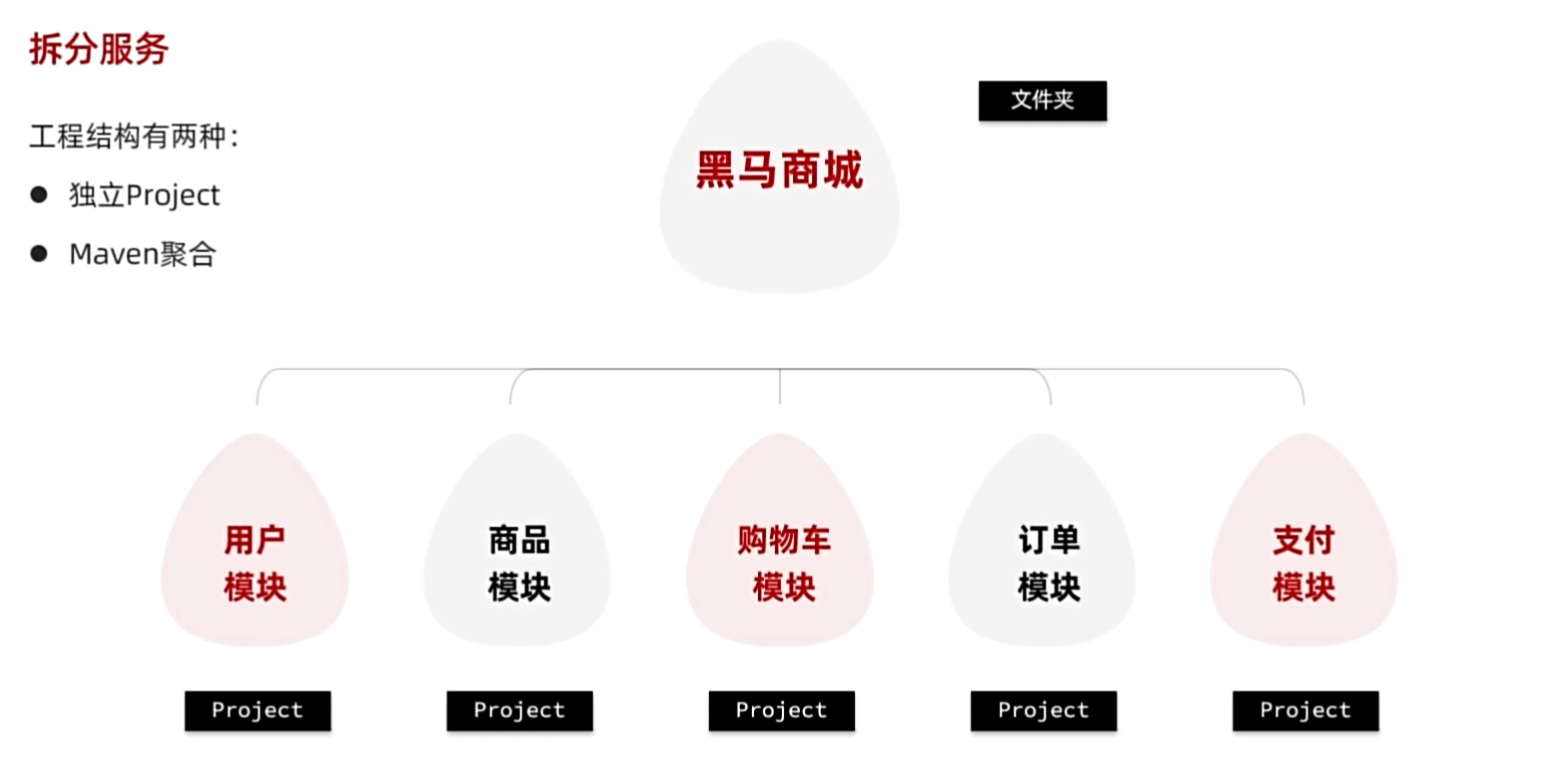 拆分服务
工程结构有两种：
● 独立Project
● Maven聚合
文件夹
黑马商城
用户
模块
商品
模块
购物车
模块
订单
模块
支付
模块
Project
Project
Project
Project
Project